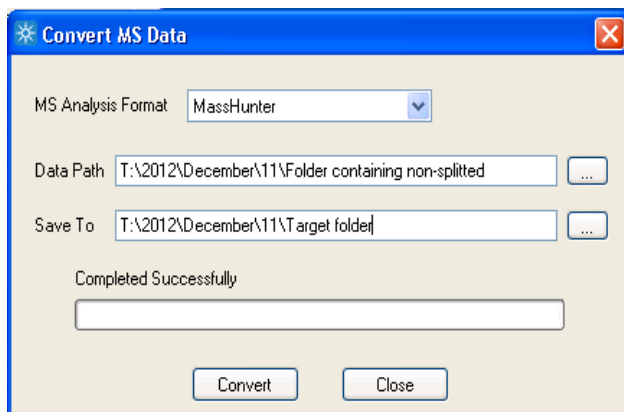 Convert MS Data
MS Analysis Format MassHunter
Data Path T:\2012\December\11\Folder containing non-splitted ...
Save To T:\2012\December\11\Target folder ...
Completed Successfully
Convert Close